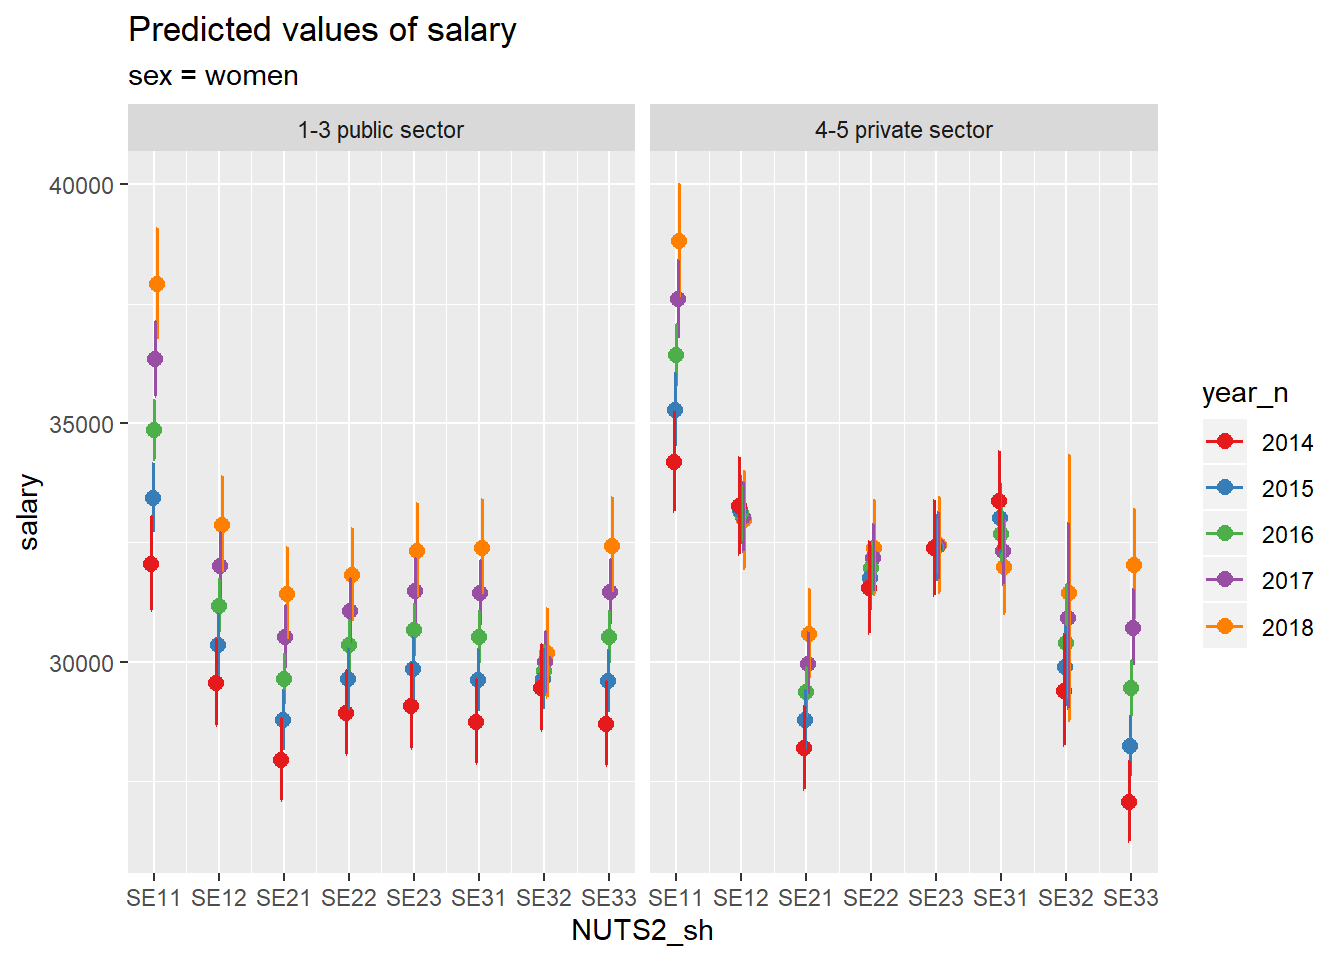 Predicted values of salary
sex = women
1-3 public sector
4-5 private sector
40000
35000
30000
salary
SE11 SE12 SE21 SE22 SE23 SE31 SE32 SE33
SE11 SE12 SE21 SE22 SE23 SE31 SE32 SE33
NUTS2_sh
year_n
2014
2015
2016
2017
2018